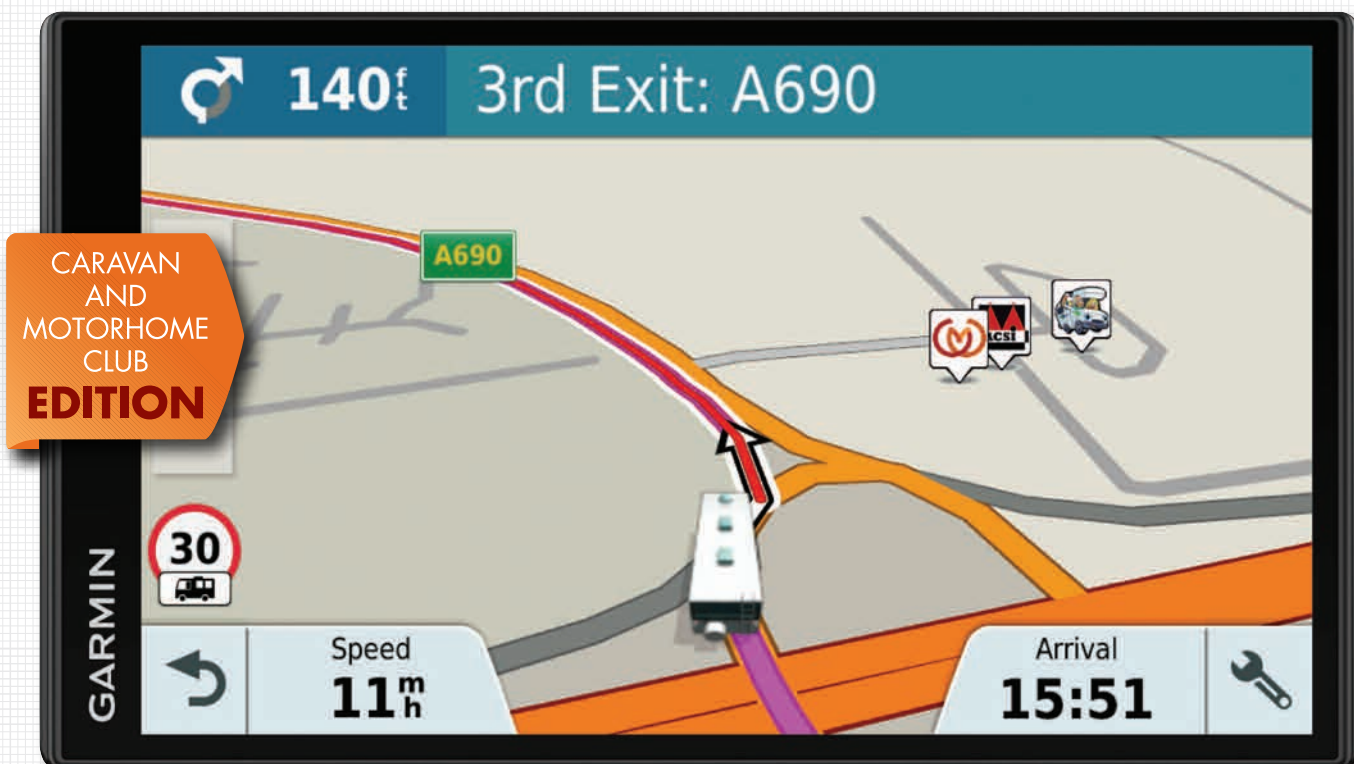 140 ft
3rd Exit: A690
A690
CARAVAN
AND
MOTORHOME
CLUB
EDITION
acsi
30
GARMIN
Speed
11 mh
Arrival
15:51